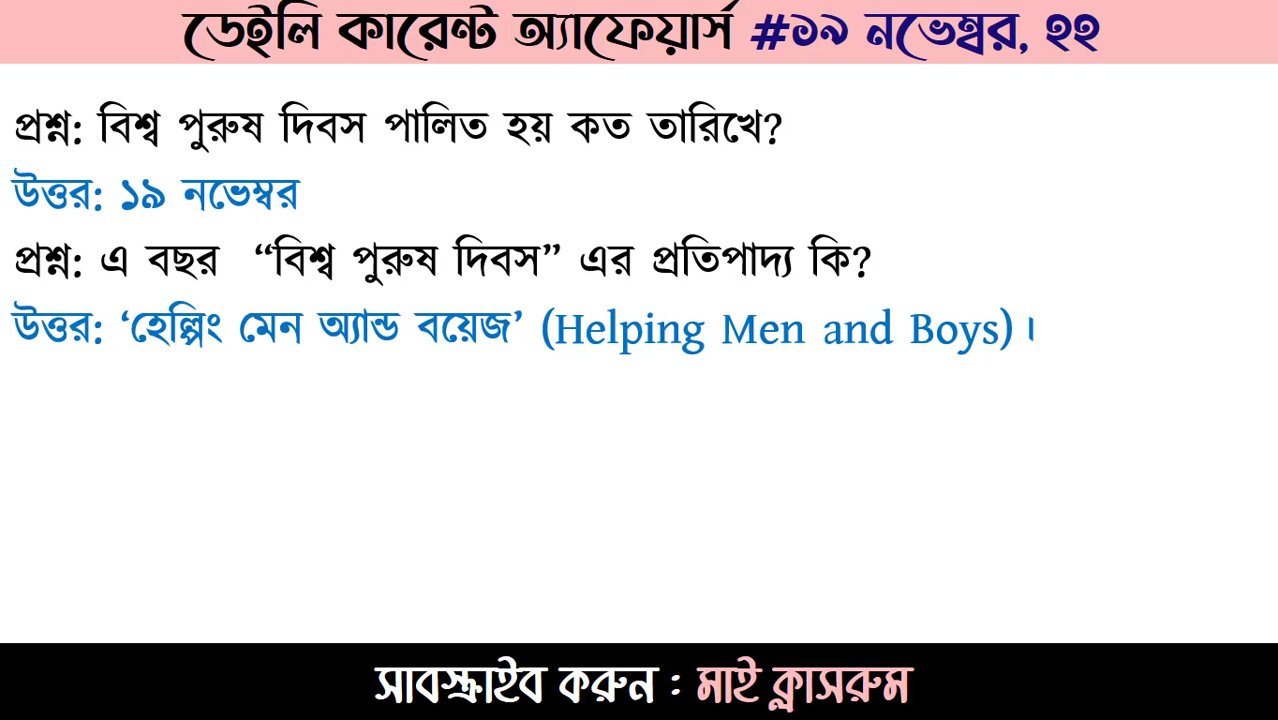 ডেইলি কারেন্ট অ্যাফেয়ার্স #১৯ নভেম্বর, ২২
প্রশ্ন: বিশ্ব পুরুষ দিবস পালিত হয় কত তারিখে?
উত্তর: ১৯ নভেম্বর
প্রশ্ন: এ বছর “বিশ্ব পুরুষ দিবস” এর প্রতিপাদ্য কি?
উত্তর: ‘হেল্পিং মেন অ্যান্ড বয়েজ’ (Helping Men and Boys)।
সাবস্ক্রাইব করুন : মাই ক্লাসরুম